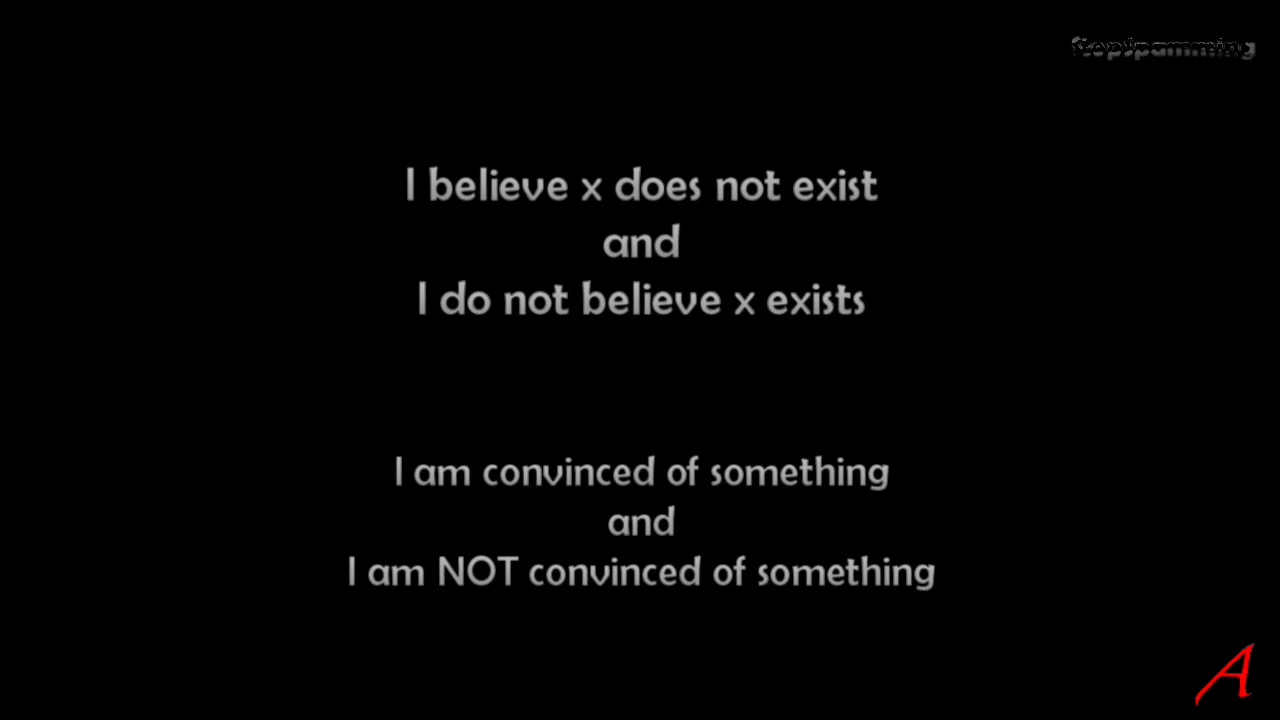 StopSpamming
I believe x does not exist
and
I do not believe x exists
I am convinced of something
and
I am NOT convinced of something
A